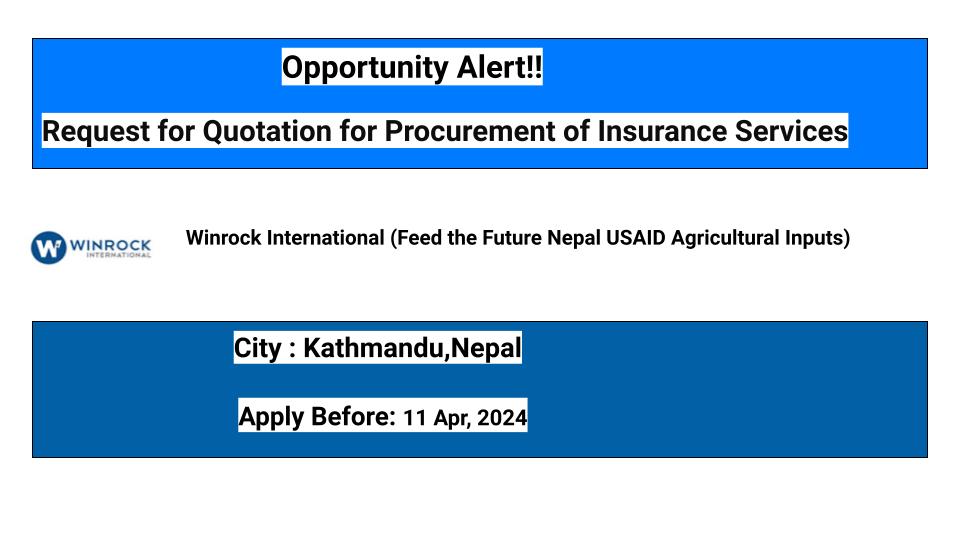 Opportunity Alert!!
Request for Quotation for Procurement of Insurance Services
W
WINROCK
INTERNATIONAL
Winrock International (Feed the Future Nepal USAID Agricultural Inputs)
City : Kathmandu,Nepal
Apply Before: 11 Apr, 2024